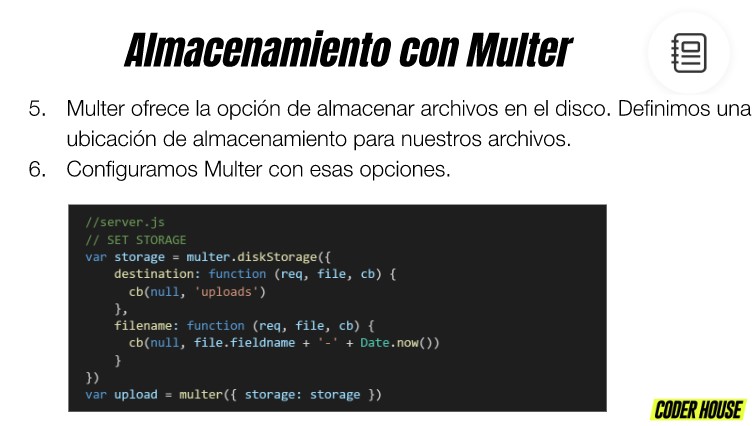 Almacenamiento con Multer
5. Multer ofrece la opción de almacenar archivos en el disco. Definimos una
ubicación de almacenamiento para nuestros archivos.
6. Configuramos Multer con esas opciones.
//server.js
// SET STORAGE
var storage = multer.diskStorage({
    destination: function (req, file, cb) {
      cb(null, 'uploads')
    },
    filename: function (req, file, cb) {
      cb(null, file.fieldname + '-' + Date.now())
    }
})
var upload = multer({ storage: storage })
CODER HOUSE